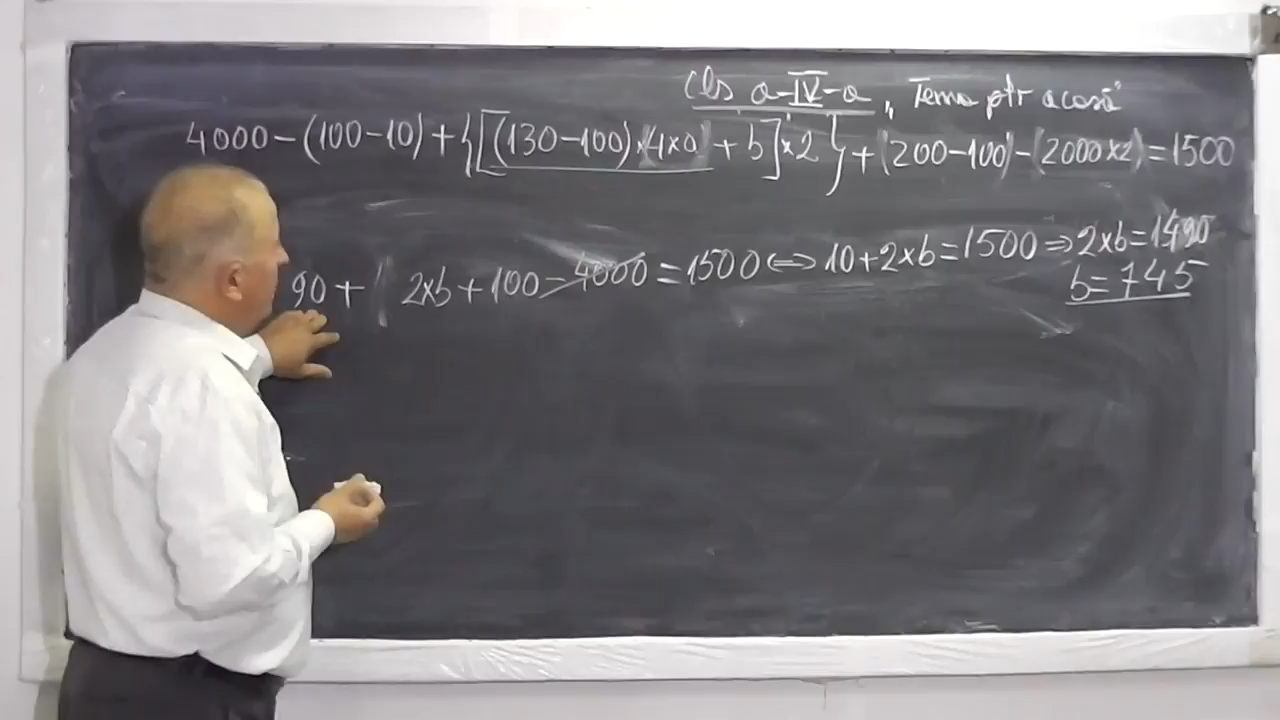 cls a-IV-a „Tema ptr acasă"
4000-(100-10)+{[(130-100)×(4×0)+b]×2}+(200-100)-(2000×2)=1500
90+ 2×b+100-4000=1500⇔10+2×b=1500⇒2×b=1490
b=745